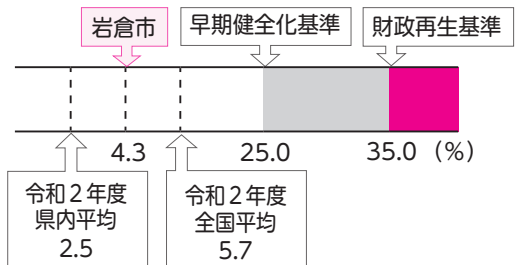 岩倉市
早期健全化基準
財政再生基準
4.3
25.0
35.0 (%)
令和２年度
県内平均
2.5
令和２年度
全国平均
5.7